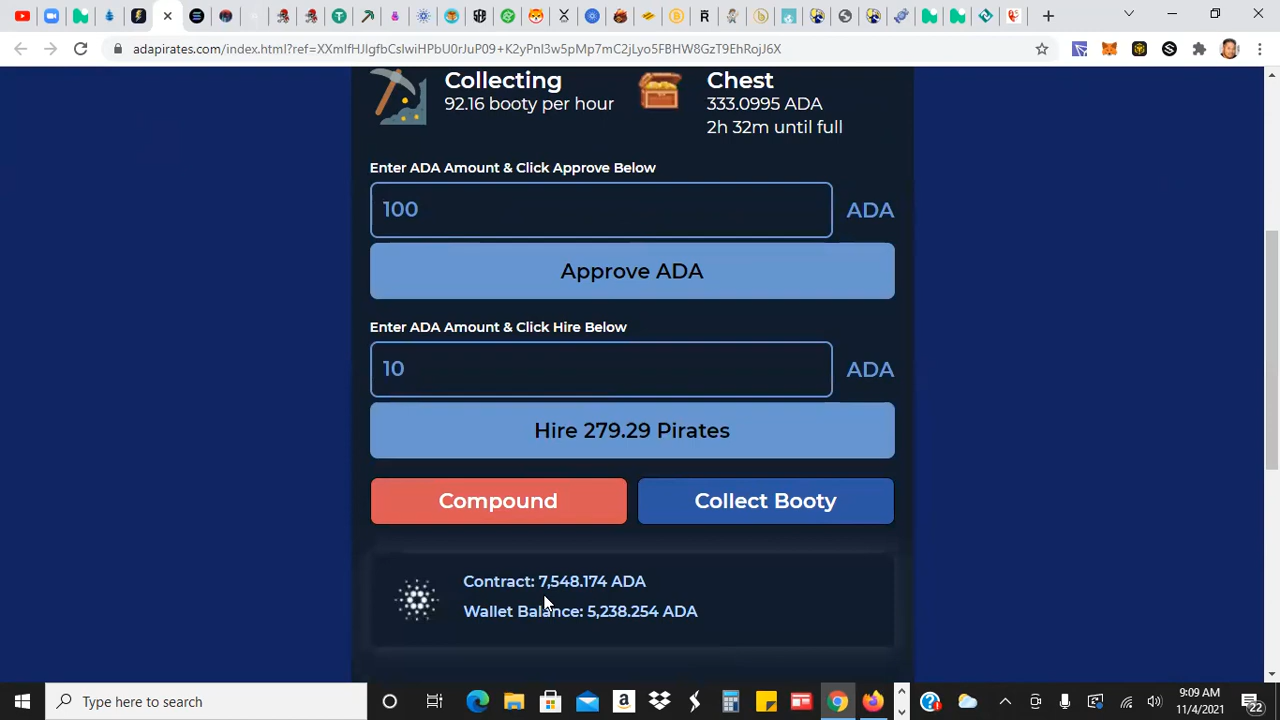 adapirates.com/index.html?ref=XXmIfHJlgfbCslwiHPbU0rJuP09+K2yPnl3w5pMp7mC2jLyo5FBHW8GzT9EhRojJ6X
Collecting
92.16 booty per hour
Chest
333.0995 ADA
2h 32m until full
Enter ADA Amount & Click Approve Below
100
ADA
Approve ADA
Enter ADA Amount & Click Hire Below
10
ADA
Hire 279.29 Pirates
Compound
Collect Booty
Contract: 7,548.174 ADA
Wallet Balance: 5,238.254 ADA
Type here to search
9:09 AM
11/4/2021
22